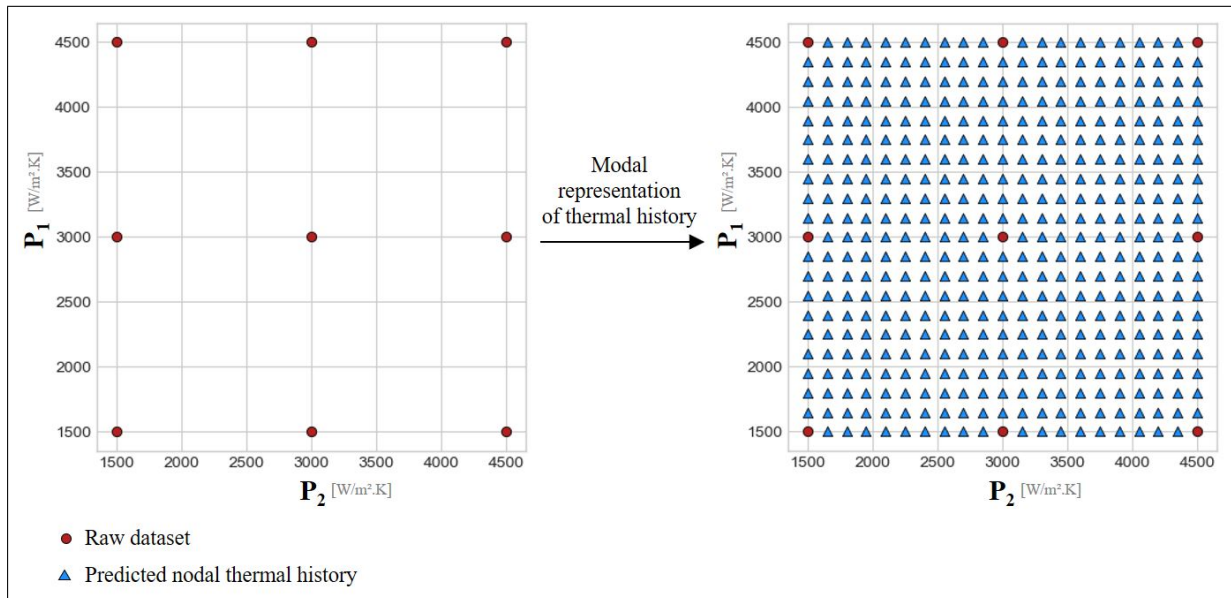 4500
4000
3500
3000
2500
2000
1500
P1 [W/m².K]
1500 2000 2500 3000 3500 4000 4500
P2 [W/m².K]
Modal
representation
of thermal history
4500
4000
3500
3000
2500
2000
1500
P1 [W/m².K]
1500 2000 2500 3000 3500 4000 4500
P2 [W/m².K]
Raw dataset
Predicted nodal thermal history